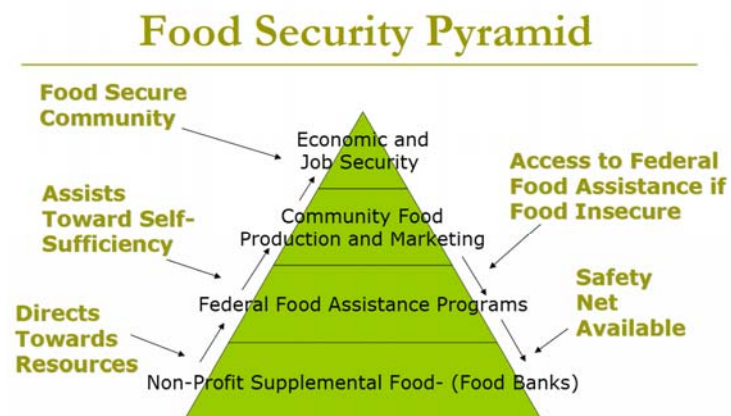 Food Security Pyramid
Food Secure
Community
Economic and
Job Security
Access to Federal
Food Assistance if
Food Insecure
Assists
Toward Self-
Sufficiency
Community Food
Production and Marketing
Safety
Net
Available
Federal Food Assistance Programs
Directs
Towards
Resources
Non-Profit Supplemental Food- (Food Banks)